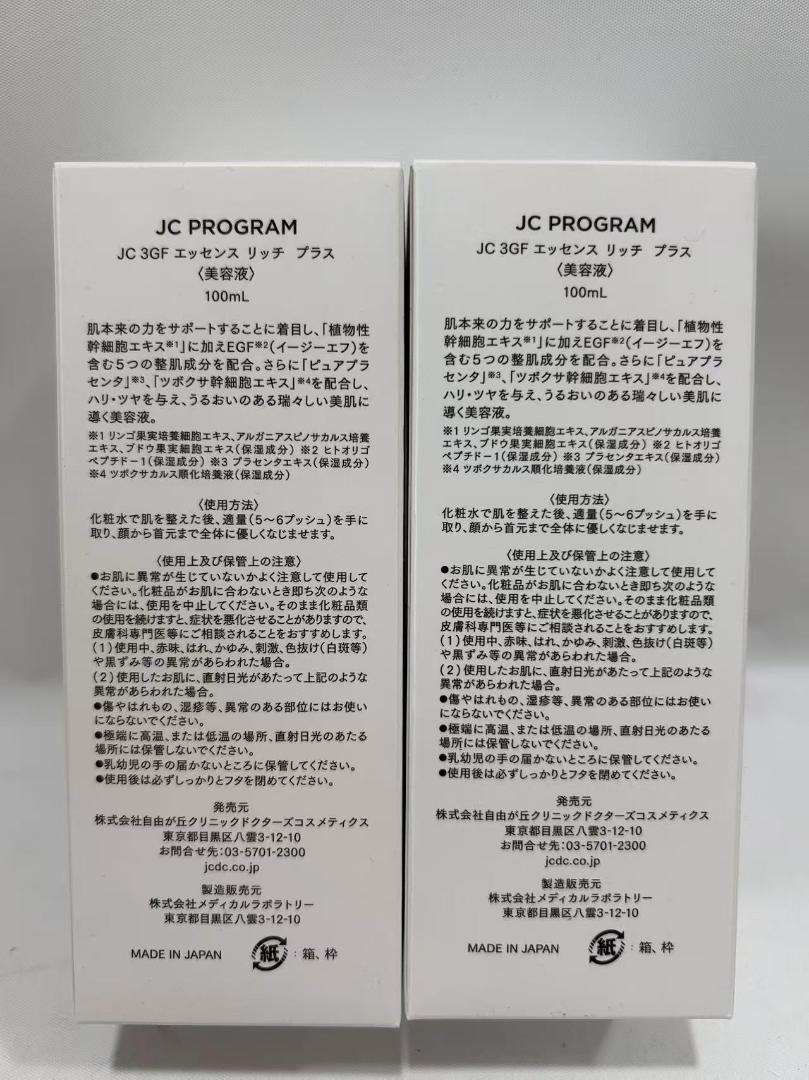 JC PROGRAM
JC 3GF エッセンス リッチ プラス
〈美容液〉
100mL
肌本来の力をサポートすることに着目し、「植物性
幹細胞エキス※1」に加えEGF※2(イージーエフ)を
含む5つの整肌成分を配合。さらに「ピュアプラ
センタ」※3、「ツボクサ幹細胞エキス」※4を配合し、
ハリ・ツヤを与え、うるおいのある瑞々しい美肌に
導く美容液。
※1 リンゴ果実培養細胞エキス、アルガニアスピノサカルス培養
エキス、ブドウ果実細胞エキス(保湿成分) ※2 ヒトオリゴ
ペプチド-1(保湿成分) ※3 プラセンタエキス(保湿成分)
※4 ツボクサカルス順化培養液(保湿成分)
〈使用方法〉
化粧水で肌を整えた後、適量(5〜6プッシュ)を手に
取り、顔から首元まで全体に優しくなじませます。
〈使用上及び保管上の注意〉
●お肌に異常が生じていないかよく注意して使用して
ください。化粧品がお肌に合わないとき即ち次のような
場合には、使用を中止してください。そのまま化粧品類
の使用を続けますと、症状を悪化させることがありますので、
皮膚科専門医等にご相談されることをおすすめします。
(1)使用中、赤味、はれ、かゆみ、刺激、色抜け(白斑等)
や黒ずみ等の異常があらわれた場合。
(2)使用したお肌に、直射日光があたって上記のような
異常があらわれた場合。
●傷やはれもの、湿疹等、異常のある部位にはお使い
にならないでください。
●極端に高温、または低温の場所、直射日光のあたる
場所には保管しないでください。
●乳幼児の手の届かないところに保管してください。
●使用後は必ずしっかりとフタを閉めてください。
発売元
株式会社自由が丘クリニックドクターズコスメティクス
東京都目黒区八雲3-12-10
お問合せ先:03-5701-2300
jcdc.co.jp
製造販売元
株式会社メディカルラボラトリー
東京都目黒区八雲3-12-10
MADE IN JAPAN 紙:箱、枠
JC PROGRAM
JC 3GF エッセンス リッチ プラス
〈美容液〉
100mL
肌本来の力をサポートすることに着目し、「植物性
幹細胞エキス※1」に加えEGF※2(イージーエフ)を
含む5つの整肌成分を配合。さらに「ピュアプラ
センタ」※3、「ツボクサ幹細胞エキス」※4を配合し、
ハリ・ツヤを与え、うるおいのある瑞々しい美肌に
導く美容液。
※1 リンゴ果実培養細胞エキス、アルガニアスピノサカルス培養
エキス、ブドウ果実細胞エキス(保湿成分) ※2 ヒトオリゴ
ペプチド-1(保湿成分) ※3 プラセンタエキス(保湿成分)
※4 ツボクサカルス順化培養液(保湿成分)
〈使用方法〉
化粧水で肌を整えた後、適量(5〜6プッシュ)を手に
取り、顔から首元まで全体に優しくなじませます。
〈使用上及び保管上の注意〉
●お肌に異常が生じていないかよく注意して使用して
ください。化粧品がお肌に合わないとき即ち次のような
場合には、使用を中止してください。そのまま化粧品類
の使用を続けますと、症状を悪化させることがありますので、
皮膚科専門医等にご相談されることをおすすめします。
(1)使用中、赤味、はれ、かゆみ、刺激、色抜け(白斑等)
や黒ずみ等の異常があらわれた場合。
(2)使用したお肌に、直射日光があたって上記のような
異常があらわれた場合。
●傷やはれもの、湿疹等、異常のある部位にはお使い
にならないでください。
●極端に高温、または低温の場所、直射日光のあたる
場所には保管しないでください。
●乳幼児の手の届かないところに保管してください。
●使用後は必ずしっかりとフタを閉めてください。
発売元
株式会社自由が丘クリニックドクターズコスメティクス
東京都目黒区八雲3-12-10
お問合せ先:03-5701-2300
jcdc.co.jp
製造販売元
株式会社メディカルラボラトリー
東京都目黒区八雲3-12-10
MADE IN JAPAN 紙:箱、枠